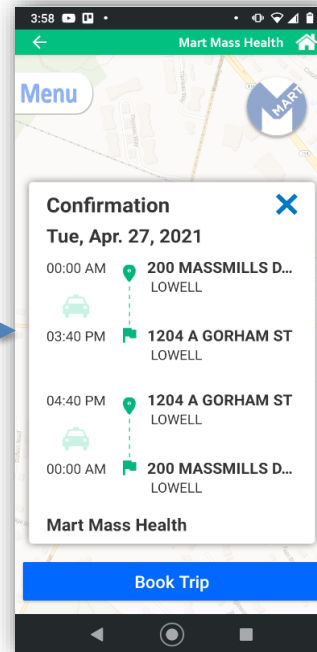 3:58
Mart Mass Health
Menu
MART
Confirmation
Tue, Apr. 27, 2021
00:00 AM 200 MASSMILLS D...
LOWELL
03:40 PM 1204 A GORHAM ST
LOWELL
04:40 PM 1204 A GORHAM ST
LOWELL
00:00 AM 200 MASSMILLS D...
LOWELL
Mart Mass Health
Book Trip